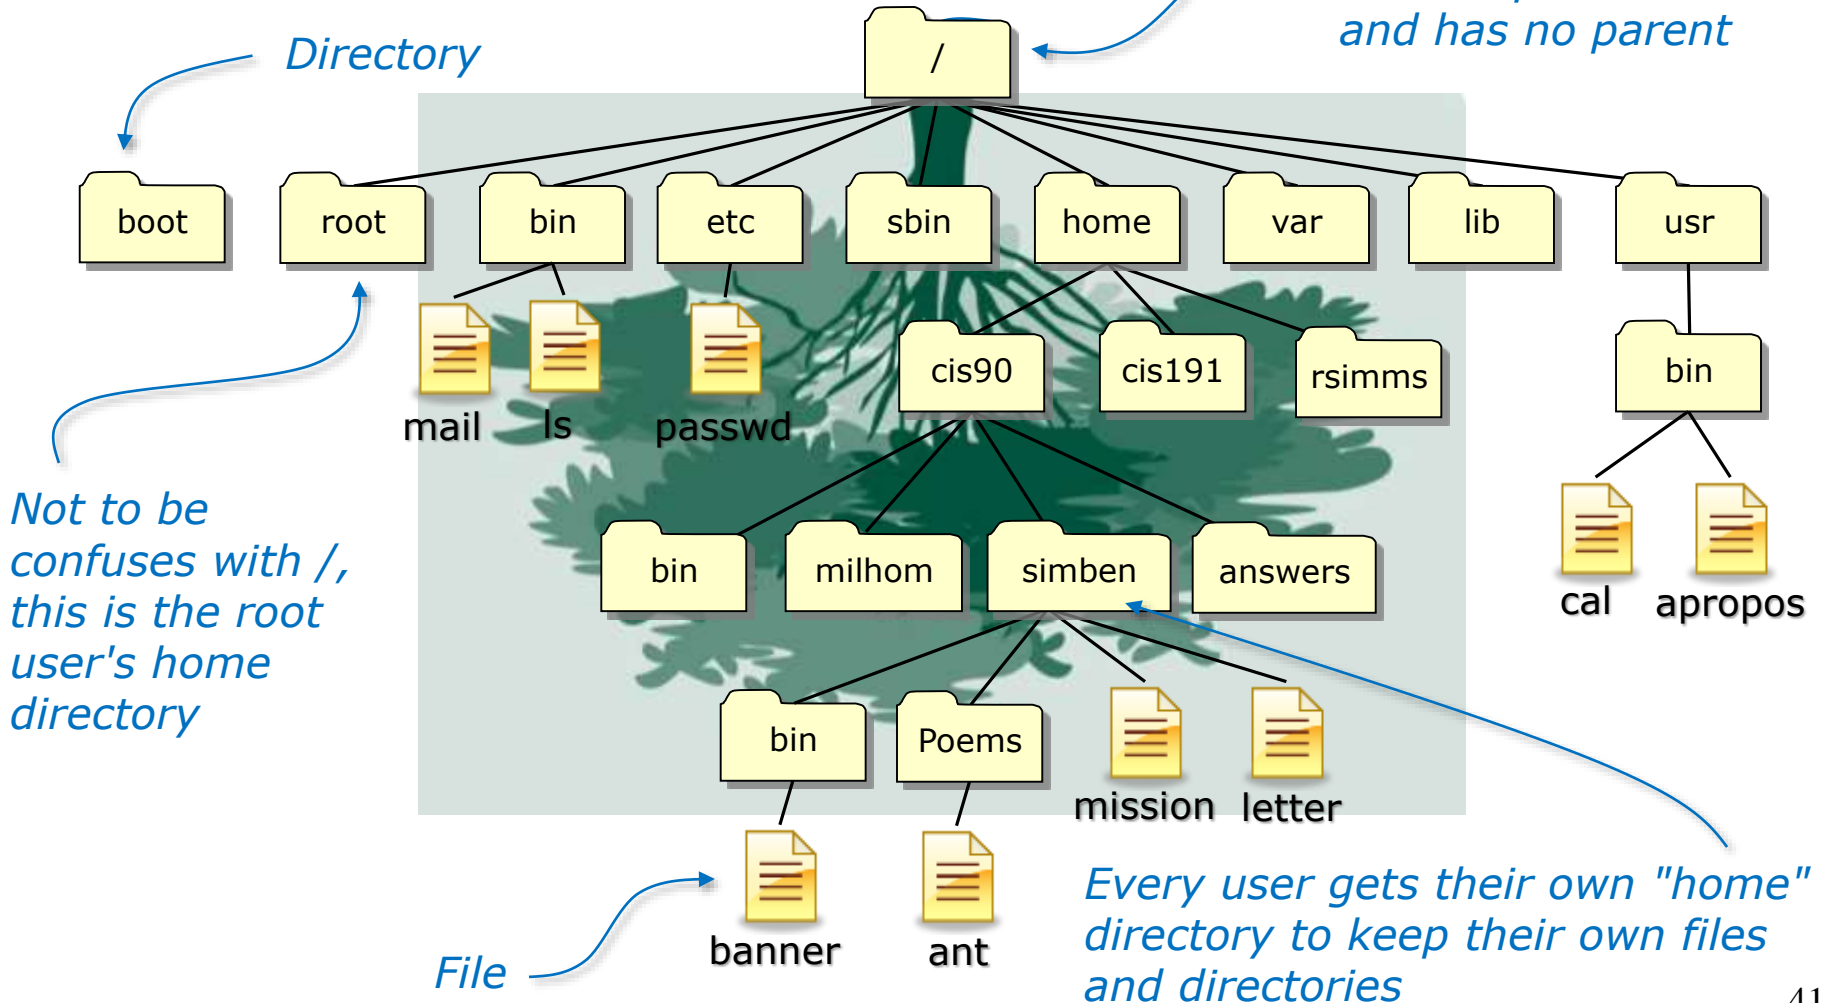 and has no parent
Directory
/
boot
root
bin
etc
sbin
home
var
lib
usr
mail
ls
passwd
cis90
cis191
rsimms
bin
Not to be
confuses with /,
this is the root
user's home
directory
bin
milhom
simben
answers
cal
apropos
bin
Poems
mission
letter
banner
ant
File
Every user gets their own "home"
directory to keep their own files
and directories